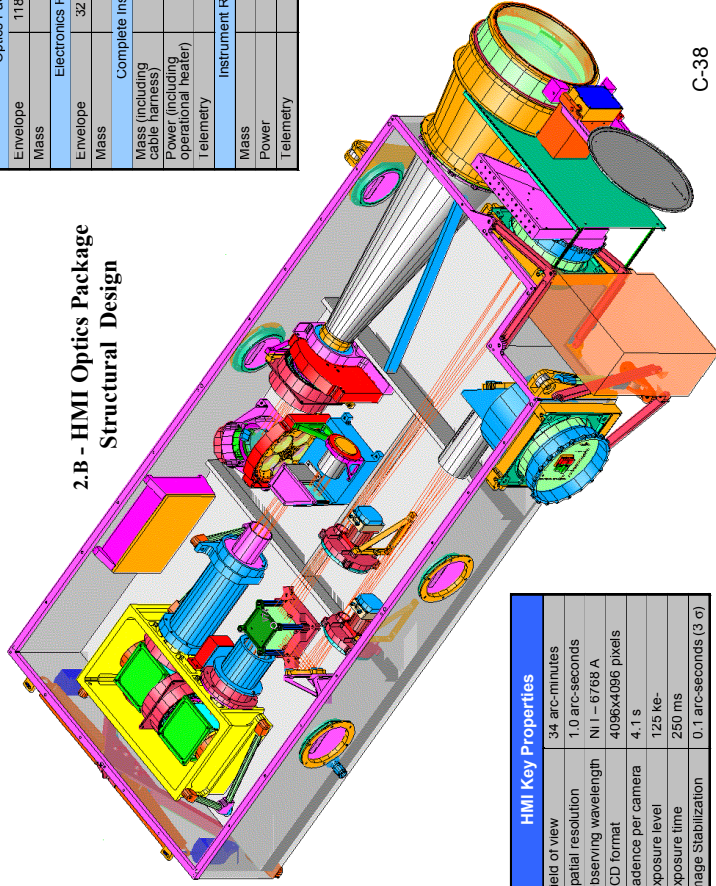 2.B - HMI Optics Package
Structural Design
Envelope 118
Mass
Electronics
Envelope 32
Mass
Complete Ins
Mass (including
cable harness)
Power (including
operational heater)
Telemetry
Instrument R
Mass
Power
Telemetry
HMI Key Properties
ield of view 34 arc-minutes
patial resolution 1.0 arc-seconds
bserving wavelength Ni I – 6768 A
CD format 4096x4096 pixels
adence per camera 4.1 s
xposure level 125 ke-
xposure time 250 ms
mage Stabilization 0.1 arc-seconds (3 σ)
C-38